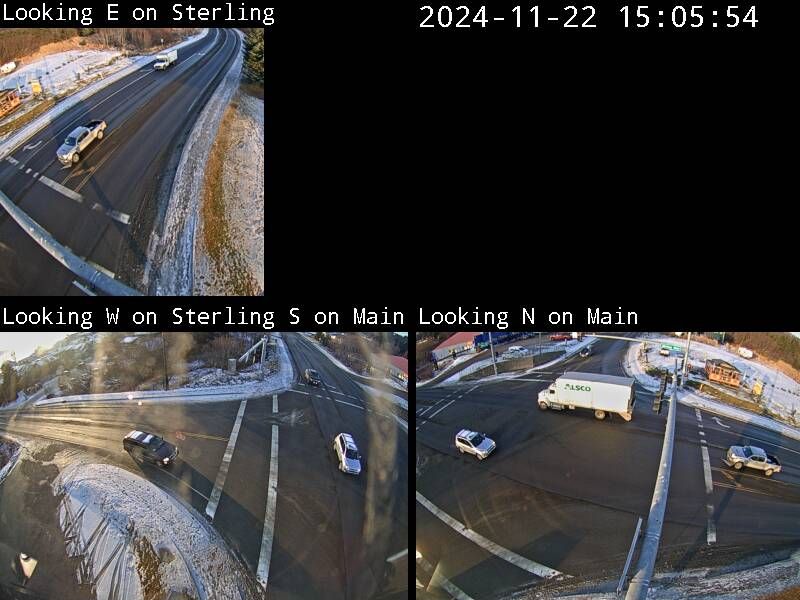 Looking E on Sterling
2024-11-22 15:05:54
Looking W on Sterling S on Main
Looking N on Main
ALSCO